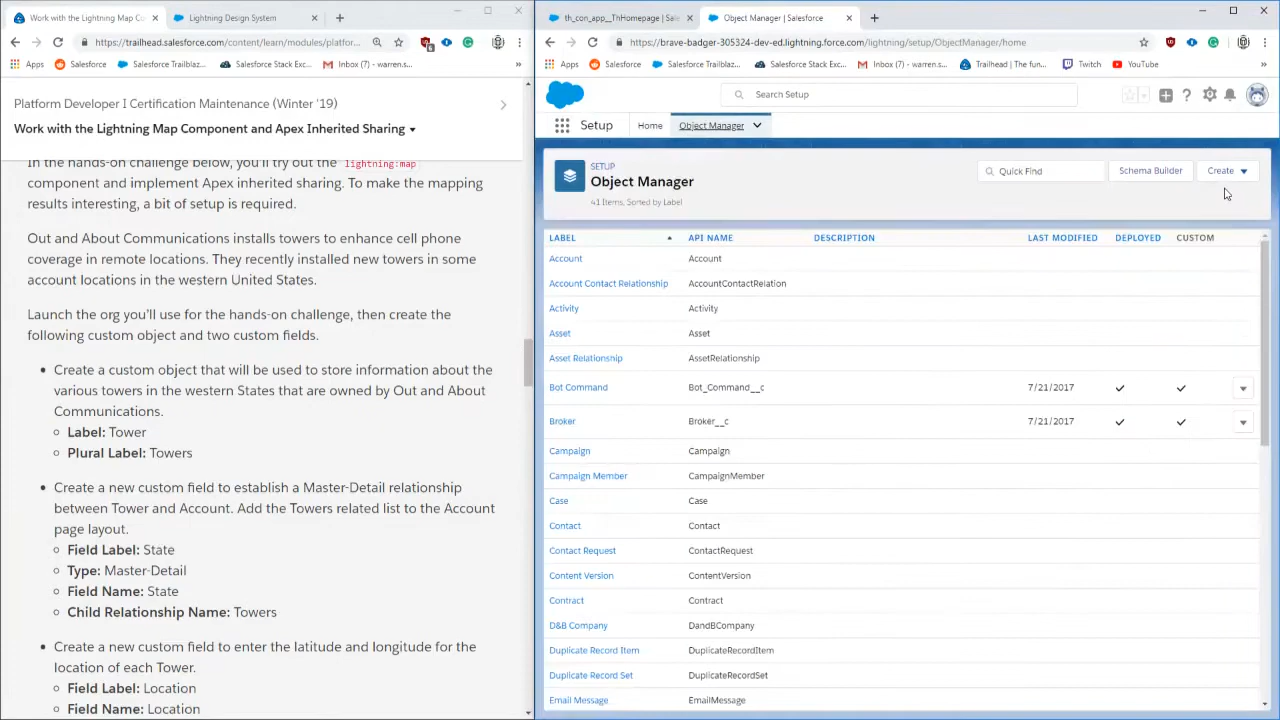 Work with the Lightning Map Co
Lightning Design System
https://trailhead.salesforce.com/content/learn/modules/platfor...
Apps
Salesforce
Salesforce Trailblaz...
Salesforce Stack Exc...
Inbox (7) - warren.s...
»
Platform Developer I Certification Maintenance (Winter '19)
Work with the Lightning Map Component and Apex Inherited Sharing
In the hands-on challenge below, you'll try out the lightning:map
component and implement Apex inherited sharing. To make the mapping
results interesting, a bit of setup is required.
Out and About Communications installs towers to enhance cell phone
coverage in remote locations. They recently installed new towers in some
account locations in the western United States.
Launch the org you'll use for the hands-on challenge, then create the
following custom object and two custom fields.
• Create a custom object that will be used to store information about the
various towers in the western States that are owned by Out and About
Communications.
Label: Tower
Plural Label: Towers
• Create a new custom field to establish a Master-Detail relationship
between Tower and Account. Add the Towers related list to the Account
page layout.
Field Label: State
Type: Master-Detail
Field Name: State
Child Relationship Name: Towers
• Create a new custom field to enter the latitude and longitude for the
location of each Tower.
Field Label: Location
Field Name: Location
th_con_app__ThHomepage | Sale
Object Manager | Salesforce
https://brave-badger-305324-dev-ed.lightning.force.com/lightning/setup/ObjectManager/home
Apps
Salesforce
Salesforce Trailblaz...
Salesforce Stack Exc...
Inbox (7) - warren.s...
Trailhead | The fun...
Twitch
YouTube
Search Setup
Setup
Home
Object Manager
SETUP
Object Manager
41 Items, Sorted by Label
Quick Find
Schema Builder
Create
LABEL API NAME DESCRIPTION LAST MODIFIED DEPLOYED CUSTOM
Account Account
Account Contact Relationship AccountContactRelation
Activity Activity
Asset Asset
Asset Relationship AssetRelationship
Bot Command Bot_Command__c 7/21/2017
Broker Broker__c 7/21/2017
Campaign Campaign
Campaign Member CampaignMember
Case Case
Contact Contact
Contact Request ContactRequest
Content Version ContentVersion
Contract Contract
D&B Company DandBCompany
Duplicate Record Item DuplicateRecordItem
Duplicate Record Set DuplicateRecordSet
Email Message EmailMessage